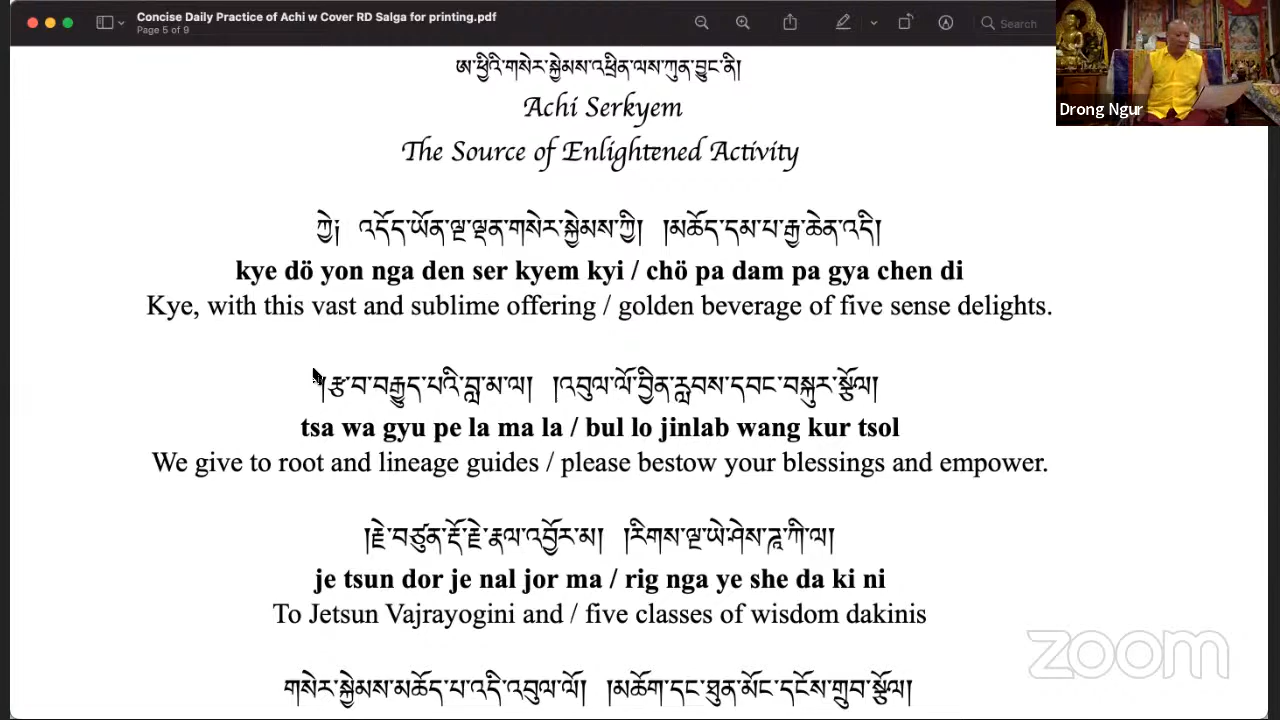 Concise Daily Practice of Achi w Cover RD Salga for printing.pdf
Page 5 of 9
Search
Drong Ngur
ཨ་ཕྱིའི་གསེར་སྐྱེམས་འཕྲིན་ལས་ཀུན་བྱུང་ནི།
Achi Serkyem
The Source of Enlightened Activity
ཀྱེ། འདོད་ཡོན་ལྔ་ལྡན་གསེར་སྐྱེམས་ཀྱི། །མཆོད་དམ་པ་རྒྱ་ཆེན་འདི།
kye dö yon nga den ser kyem kyi / chö pa dam pa gya chen di
Kye, with this vast and sublime offering / golden beverage of five sense delights.
།རྩ་བ་བརྒྱུད་པའི་བླ་མ་ལ། །འབུལ་ལོ་བྱིན་རླབས་དབང་བསྐུར་སྩོལ།
tsa wa gyu pe la ma la / bul lo jinlab wang kur tsol
We give to root and lineage guides / please bestow your blessings and empower.
།རྗེ་བཙུན་རྡོ་རྗེ་རྣལ་འབྱོར་མ། །རིགས་ལྔ་ཡེ་ཤེས་ཌཱ་ཀི་ལ།
je tsun dor je nal jor ma / rig nga ye she da ki ni
To Jetsun Vajrayogini and / five classes of wisdom dakinis
གསེར་སྐྱེམས་མཆོད་པ་འདི་འབུལ་ལོ། །མཆོག་དང་ཐུན་མོང་དངོས་གྲུབ་སྩོལ།
zoom